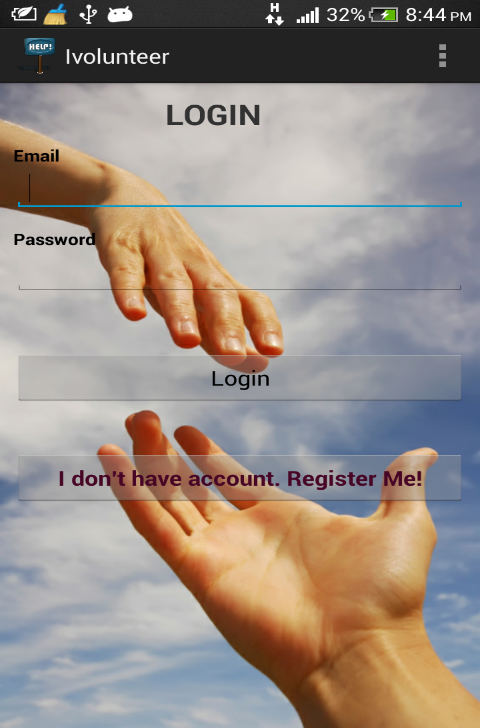 H
32%
8:44 PM
HELP!
Ivolunteer
LOGIN
Email
Password
Login
I don't have account. Register Me!